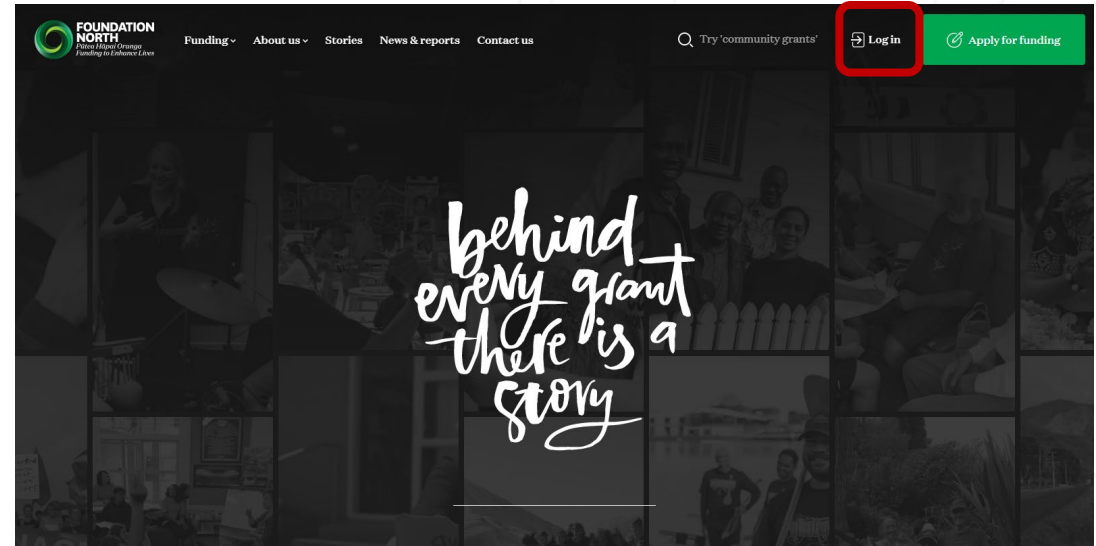 FOUNDATION
NORTH
Pūtea Hāpai Oranga
Funding to Enhance Lives
Funding
About us
Stories
News & reports
Contact us
Try 'community grants'
Log in
Apply for funding
behind
every grant
there is a
story